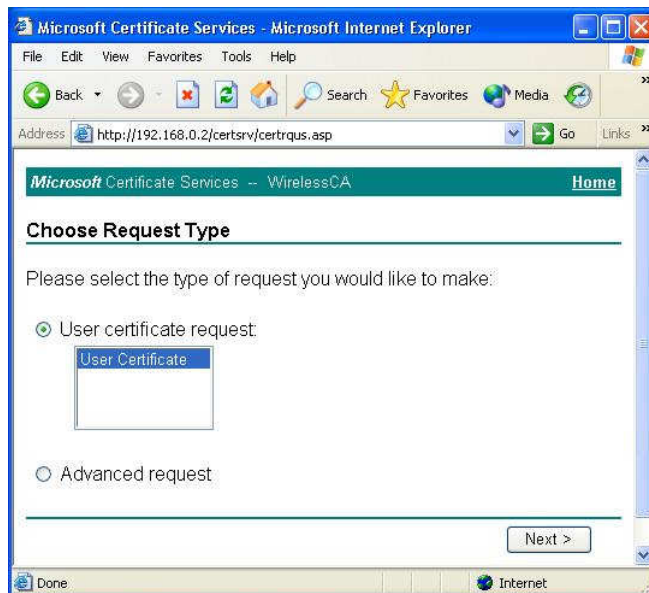 Microsoft Certificate Services - Microsoft Internet Explorer
File Edit View Favorites Tools Help
Back Search Favorites Media »
Address http://192.168.0.2/certsrv/certrqus.asp Go Links »
Microsoft Certificate Services -- WirelessCA Home
Choose Request Type
Please select the type of request you would like to make:
User certificate request:
User Certificate
Advanced request
Next >
Done Internet